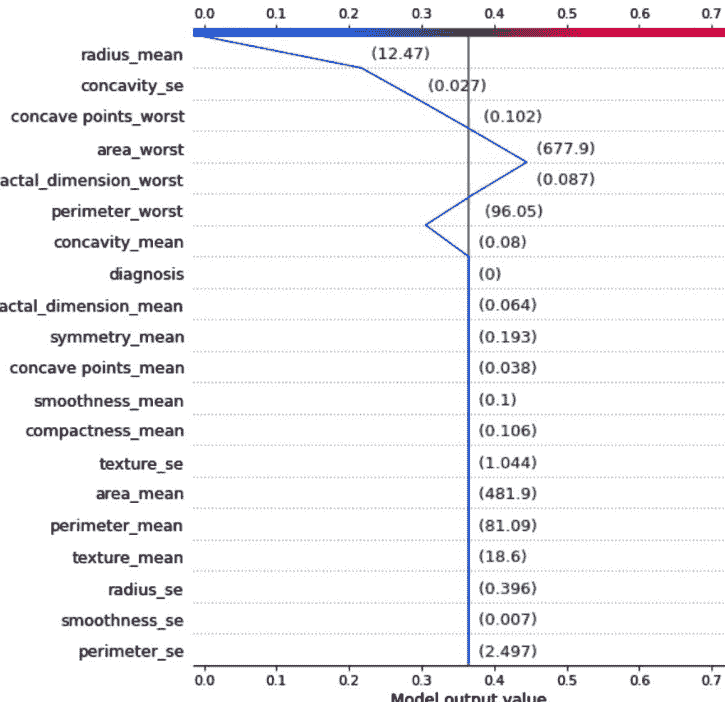 0.0 0.1 0.2 0.3 0.4 0.5 0.6 0.7
radius_mean (12.47)
concavity_se (0.027)
concave points_worst (0.102)
area_worst (677.9)
actal_dimension_worst (0.087)
perimeter_worst (96.05)
concavity_mean (0.08)
diagnosis (0)
actal_dimension_mean (0.064)
symmetry_mean (0.193)
concave points_mean (0.038)
smoothness_mean (0.1)
compactness_mean (0.106)
texture_se (1.044)
area_mean (481.9)
perimeter_mean (81.09)
texture_mean (18.6)
radius_se (0.396)
smoothness_se (0.007)
perimeter_se (2.497)
0.0 0.1 0.2 0.3 0.4 0.5 0.6 0.7
Model output value